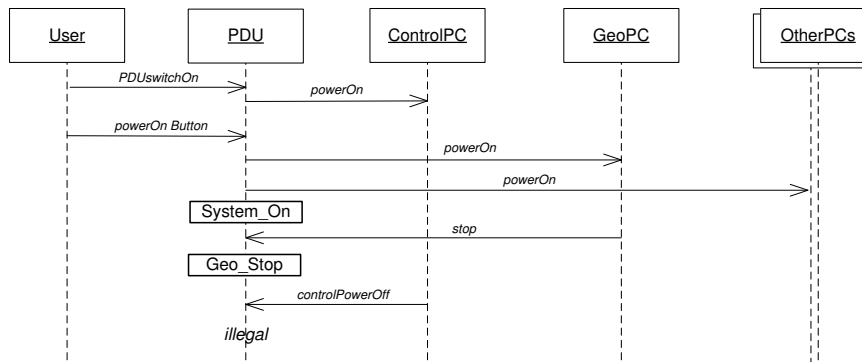 User
PDU
ControlPC
GeoPC
OtherPCs
PDUswitchOn
powerOn
powerOn Button
powerOn
powerOn
System_On
stop
Geo_Stop
controlPowerOff
illegal